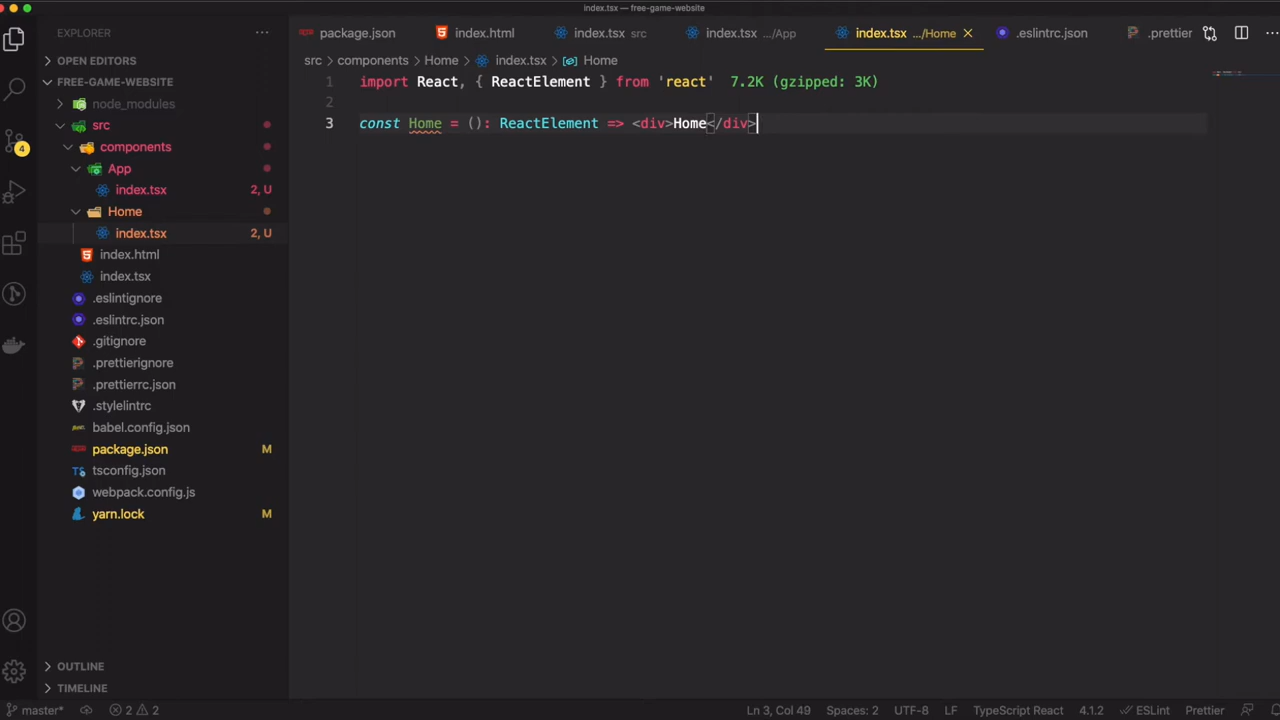 index.tsx — free-game-website
EXPLORER
package.json
index.html
index.tsx src
index.tsx .../App
index.tsx .../Home
.eslintrc.json
.prettier
OPEN EDITORS
FREE-GAME-WEBSITE
node_modules
src
components
App
index.tsx 2, U
Home
index.tsx 2, U
index.html
index.tsx
.eslintignore
.eslintrc.json
.gitignore
.prettierignore
.prettierrc.json
.stylelintrc
babel.config.json
package.json M
tsconfig.json
webpack.config.js
yarn.lock M
OUTLINE
TIMELINE
4
src > components > Home > index.tsx > Home
1 import React, { ReactElement } from 'react' 7.2K (gzipped: 3K)
2
3 const Home = (): ReactElement => <div>Home</div>
master* 2 2 Ln 3, Col 49 Spaces: 2 UTF-8 LF TypeScript React 4.1.2 ESLint Prettier